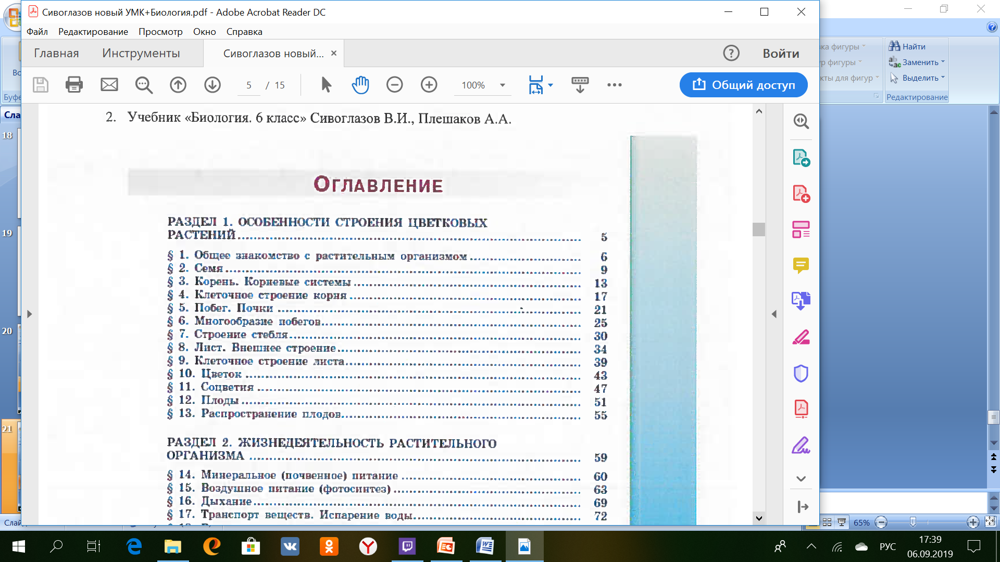 Сивоглазов новый УМК+Биология.pdf - Adobe Acrobat Reader DC
Файл Редактирование Просмотр Окно Справка
Главная Инструменты Сивоглазов новый... × ? Войти
5 / 15 100% Общий доступ
2. Учебник «Биология. 6 класс» Сивоглазов В.И., Плешаков А.А.
ОГЛАВЛЕНИЕ
РАЗДЕЛ 1. ОСОБЕННОСТИ СТРОЕНИЯ ЦВЕТКОВЫХ
РАСТЕНИЙ 5
§ 1. Общее знакомство с растительным организмом 6
§ 2. Семя 9
§ 3. Корень. Корневые системы 13
§ 4. Клеточное строение корня 17
§ 5. Побег. Почки 21
§ 6. Многообразие побегов 25
§ 7. Строение стебля 30
§ 8. Лист. Внешнее строение 34
§ 9. Клеточное строение листа 39
§ 10. Цветок 43
§ 11. Соцветия 47
§ 12. Плоды 51
§ 13. Распространение плодов 55
РАЗДЕЛ 2. ЖИЗНЕДЕЯТЕЛЬНОСТЬ РАСТИТЕЛЬНОГО
ОРГАНИЗМА 59
§ 14. Минеральное (почвенное) питание 60
§ 15. Воздушное питание (фотосинтез) 63
§ 16. Дыхание 69
§ 17. Транспорт веществ. Испарение воды 72
Вс
Буфе
Сла
18
19
20
21
Слай
ка фигуры
р фигуры
кты для фигур
Найти
Заменить
Выделить
Редактирование
65%
РУС
17:39
06.09.2019